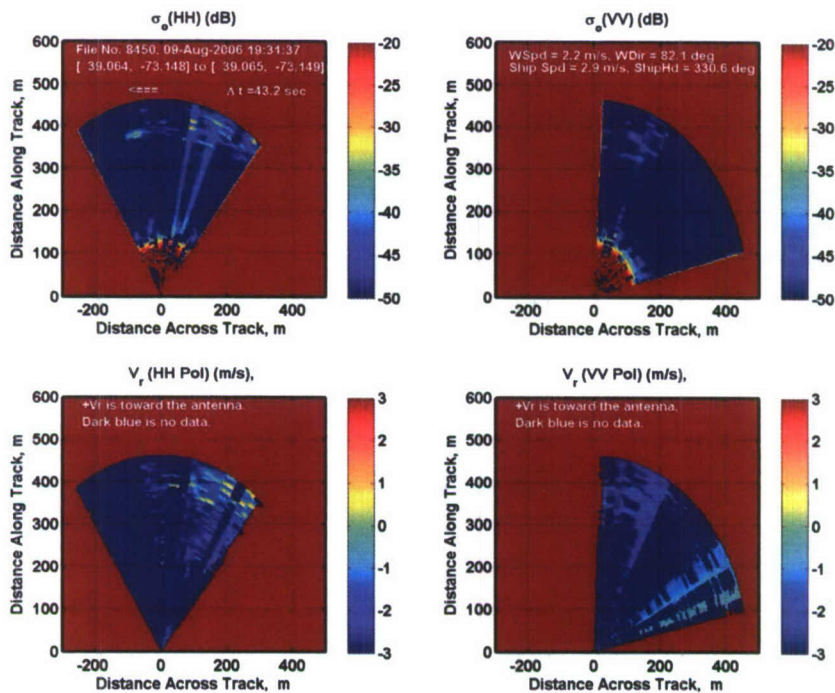 σo(HH) (dB)
File No. 8450, 09-Aug-2006 19:31:37
[ 39.064, -73.148] to [ 39.065, -73.149]
<=== Δ t =43.2 sec
Distance Along Track, m
600
500
400
300
200
100
0
-200 0 200 400
Distance Across Track, m
-20
-25
-30
-35
-40
-45
-50
σo(VV) (dB)
WSpd = 2.2 m/s, WDir = 82.1 deg
Ship Spd = 2.9 m/s, ShipHd = 330.6 deg
Distance Along Track, m
600
500
400
300
200
100
0
-200 0 200 400
Distance Across Track, m
-20
-25
-30
-35
-40
-45
-50
Vr (HH Pol) (m/s),
+Vr is toward the antenna.
Dark blue is no data.
Distance Along Track, m
600
500
400
300
200
100
0
-200 0 200 400
Distance Across Track, m
3
2
1
0
-1
-2
-3
Vr (VV Pol) (m/s),
+Vr is toward the antenna.
Dark blue is no data.
Distance Along Track, m
600
500
400
300
200
100
0
-200 0 200 400
Distance Across Track, m
3
2
1
0
-1
-2
-3